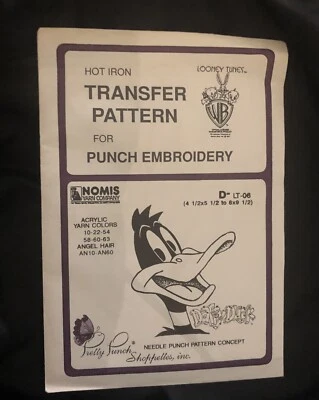 HOT IRON
LOONEY TUNES
TRANSFER
PATTERN
WB
FOR
PUNCH EMBROIDERY
NOMIS
YARN COMPANY
D LT-06
(4 1/2x5 1/2 to 8x9 1/2)
ACRYLIC
YARN COLORS
10-22-54
58-60-63
ANGEL HAIR
AN10-AN60
Daffy Duck
Pretty Punch Shoppettes, inc.
NEEDLE PUNCH PATTERN CONCEPT